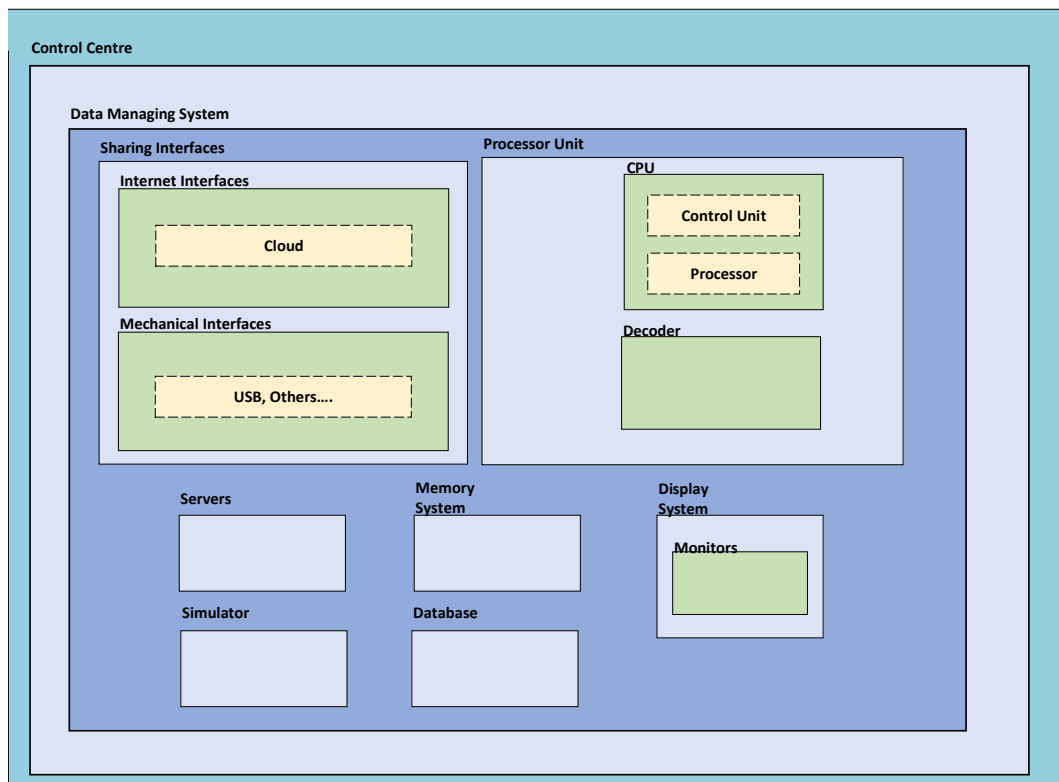 Control Centre
Data Managing System
Sharing Interfaces
Processor Unit
Internet Interfaces
CPU
Cloud
Control Unit
Processor
Mechanical Interfaces
Decoder
USB, Others….
Servers
Memory
System
Display
System
Monitors
Simulator
Database